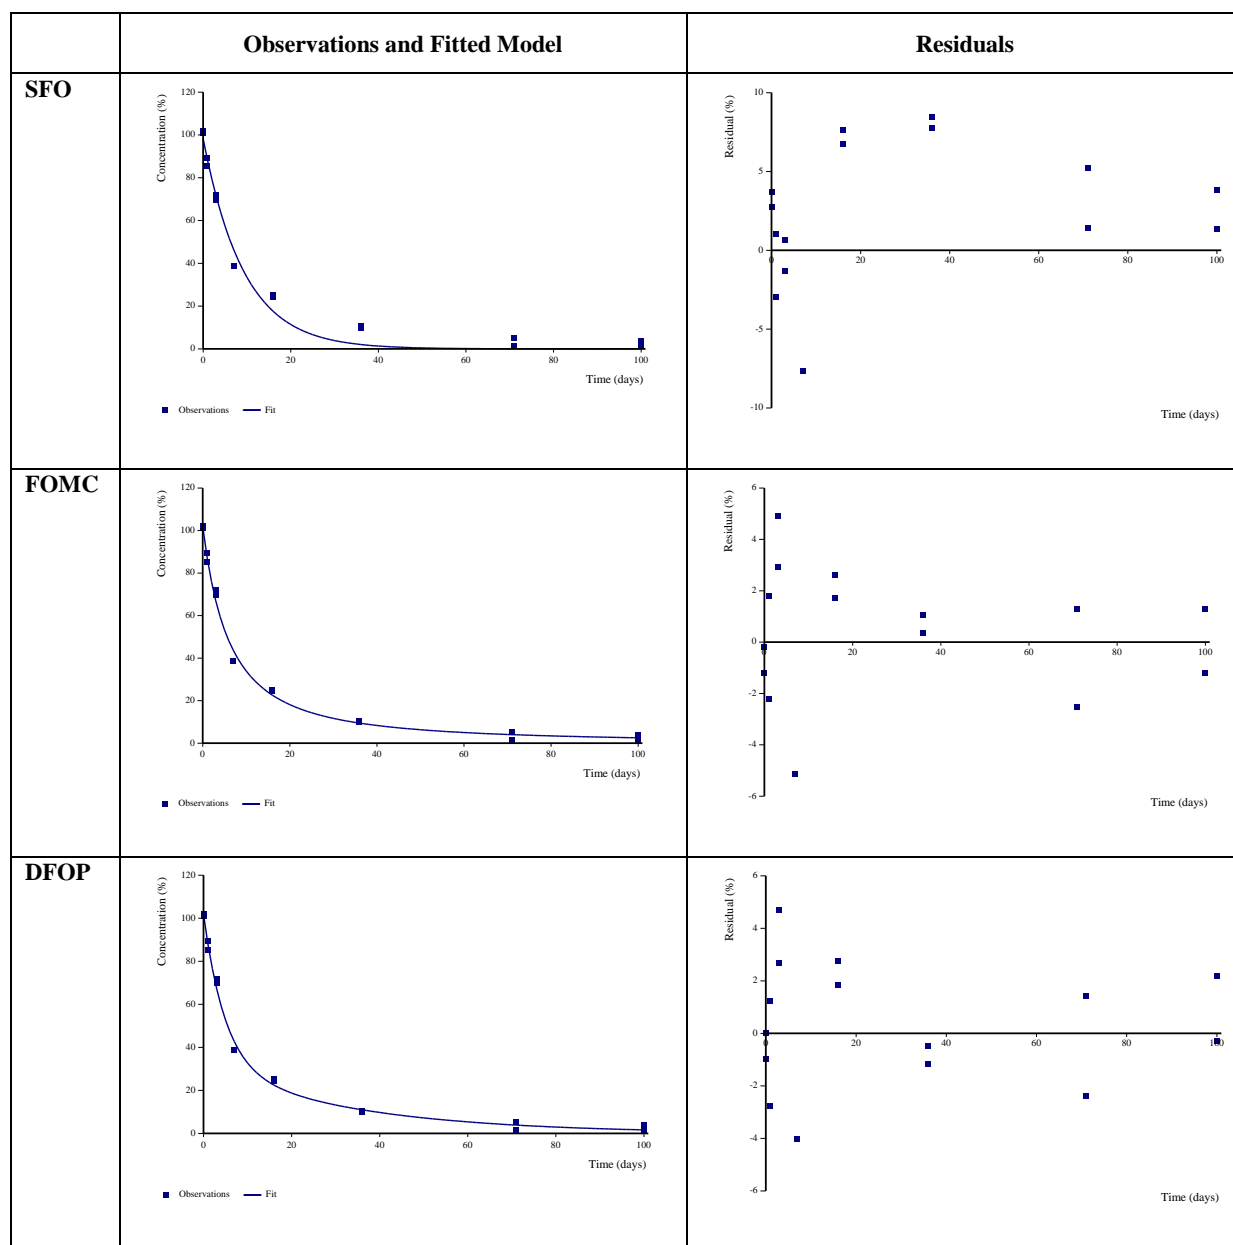 Observations and Fitted Model
Residuals
SFO
Concentration (%)
120
100
80
60
40
20
0
0 20 40 60 80 100
Time (days)
Observations Fit
Residual (%)
10
5
0
-5
-10
0 20 40 60 80 100
Time (days)
FOMC
Concentration (%)
120
100
80
60
40
20
0
0 20 40 60 80 100
Time (days)
Observations Fit
Residual (%)
6
4
2
0
-2
-4
-6
0 20 40 60 80 100
Time (days)
DFOP
Concentration (%)
120
100
80
60
40
20
0
0 20 40 60 80 100
Time (days)
Observations Fit
Residual (%)
6
4
2
0
-2
-4
-6
0 20 40 60 80 100
Time (days)